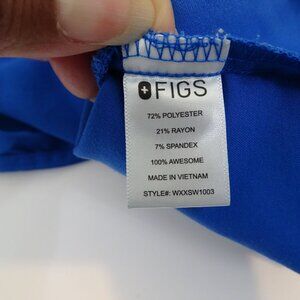 FIGS
72% POLYESTER
21% RAYON
7% SPANDEX
100% AWESOME
MADE IN VIETNAM
STYLE#: WXXSW1003